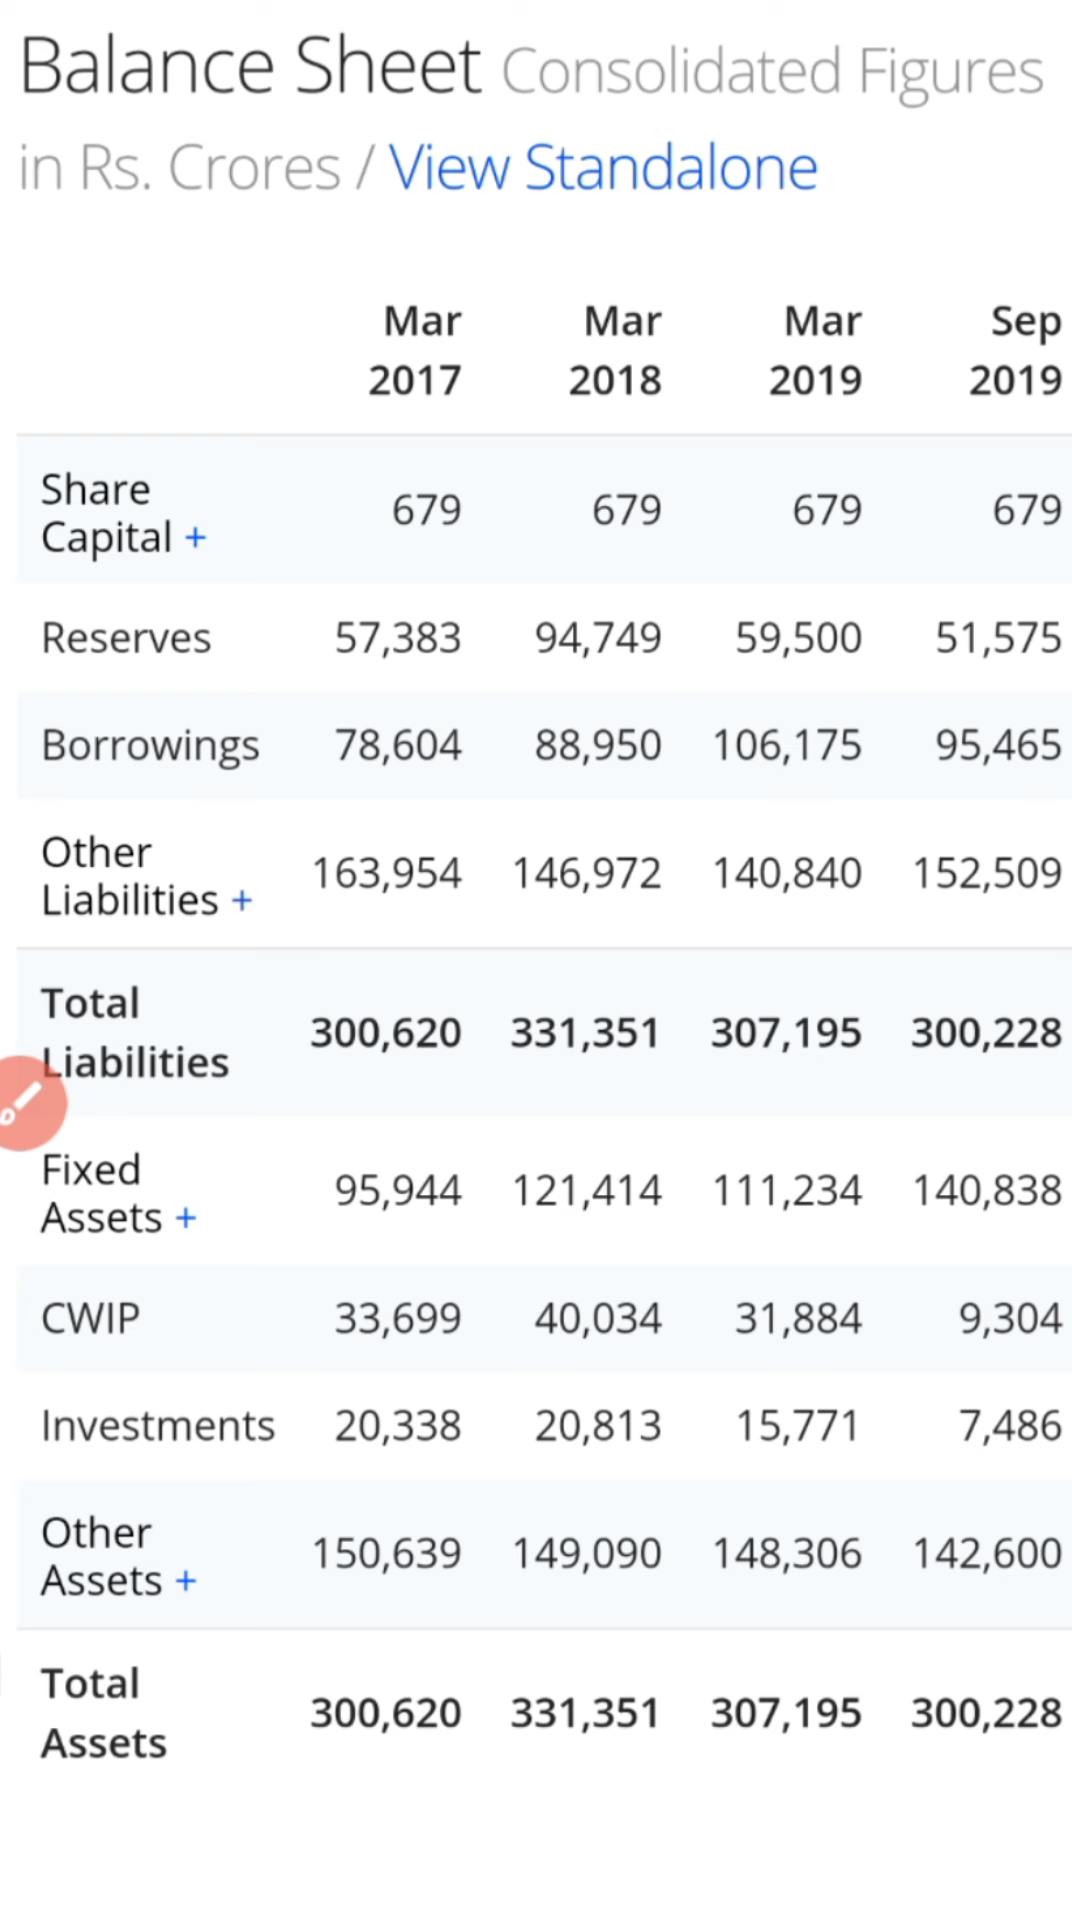 Balance Sheet Consolidated Figures
in Rs. Crores / View Standalone
Mar 2017 Mar 2018 Mar 2019 Sep 2019
Share Capital + 679 679 679 679
Reserves 57,383 94,749 59,500 51,575
Borrowings 78,604 88,950 106,175 95,465
Other Liabilities + 163,954 146,972 140,840 152,509
Total Liabilities 300,620 331,351 307,195 300,228
Fixed Assets + 95,944 121,414 111,234 140,838
CWIP 33,699 40,034 31,884 9,304
Investments 20,338 20,813 15,771 7,486
Other Assets + 150,639 149,090 148,306 142,600
Total Assets 300,620 331,351 307,195 300,228